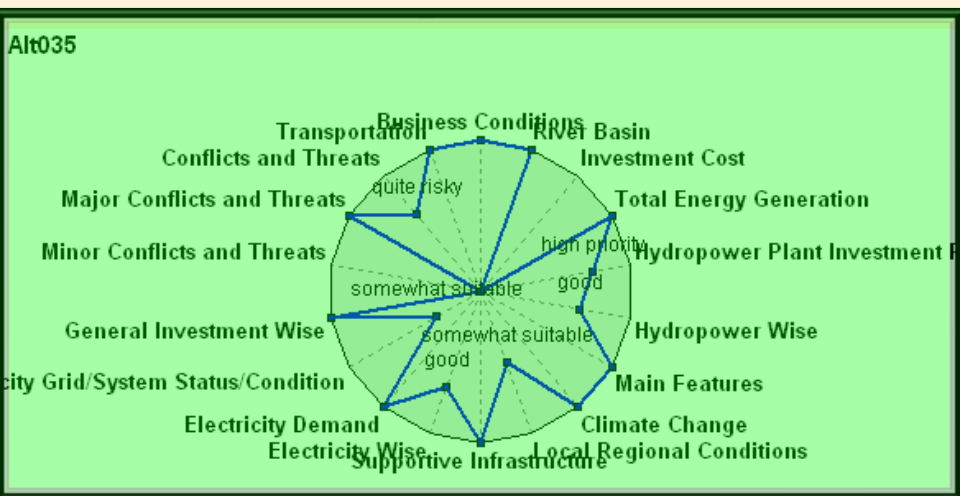 Alt035
Business Conditions
Transportation
River Basin
Conflicts and Threats
Investment Cost
quite risky
Major Conflicts and Threats
Total Energy Generation
high priority
Minor Conflicts and Threats
Hydropower Plant Investment P
good
somewhat suitable
General Investment Wise
somewhat suitable
Hydropower Wise
good
city Grid/System Status/Condition
Main Features
Electricity Demand
Climate Change
Electricity Wise
Local Regional Conditions
Supportive Infrastructure